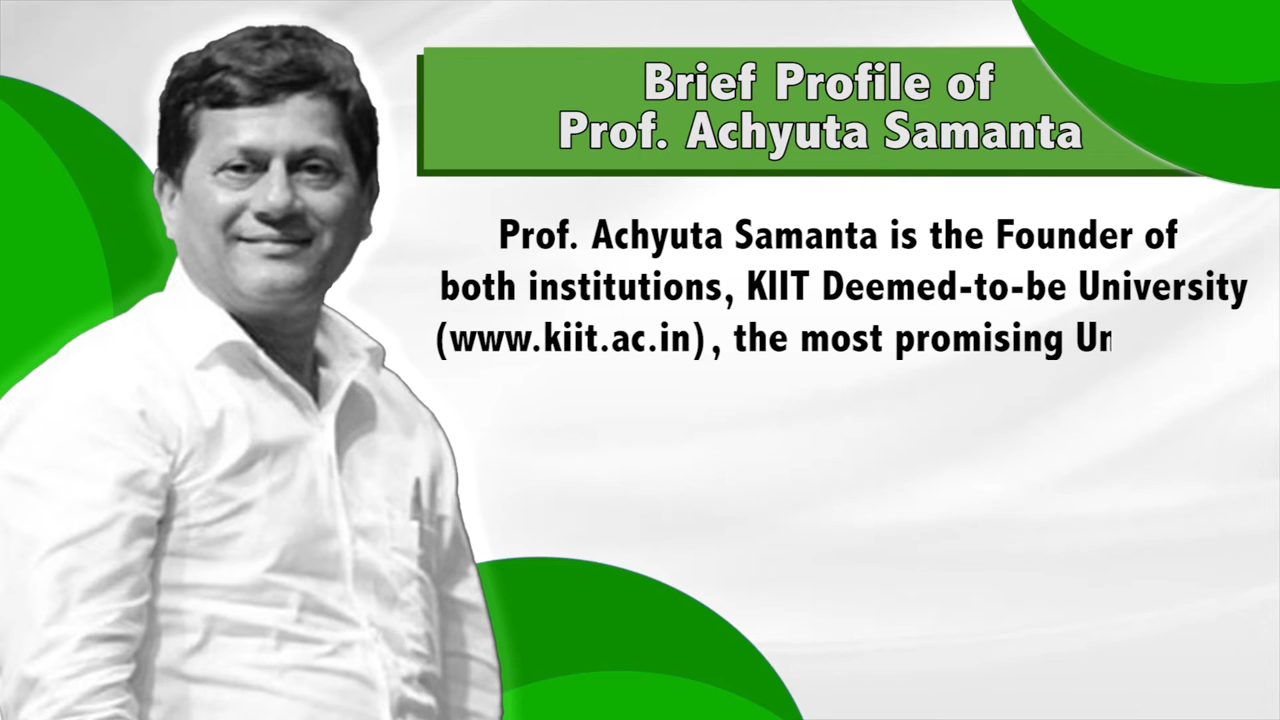 Brief Profile of
Prof. Achyuta Samanta
Prof. Achyuta Samanta is the Founder of
both institutions, KIIT Deemed-to-be University
(www.kiit.ac.in), the most promising